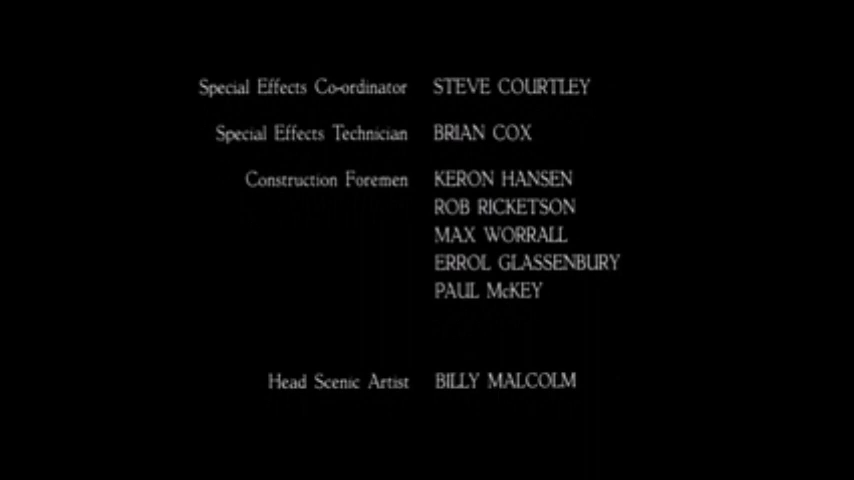 Special Effects Co-ordinator STEVE COURTLEY
Special Effects Technician BRIAN COX
Construction Foremen KERON HANSEN
ROB RICKETSON
MAX WORRALL
ERROL GLASSENBURY
PAUL McKEY
Head Scenic Artist BILLY MALCOLM